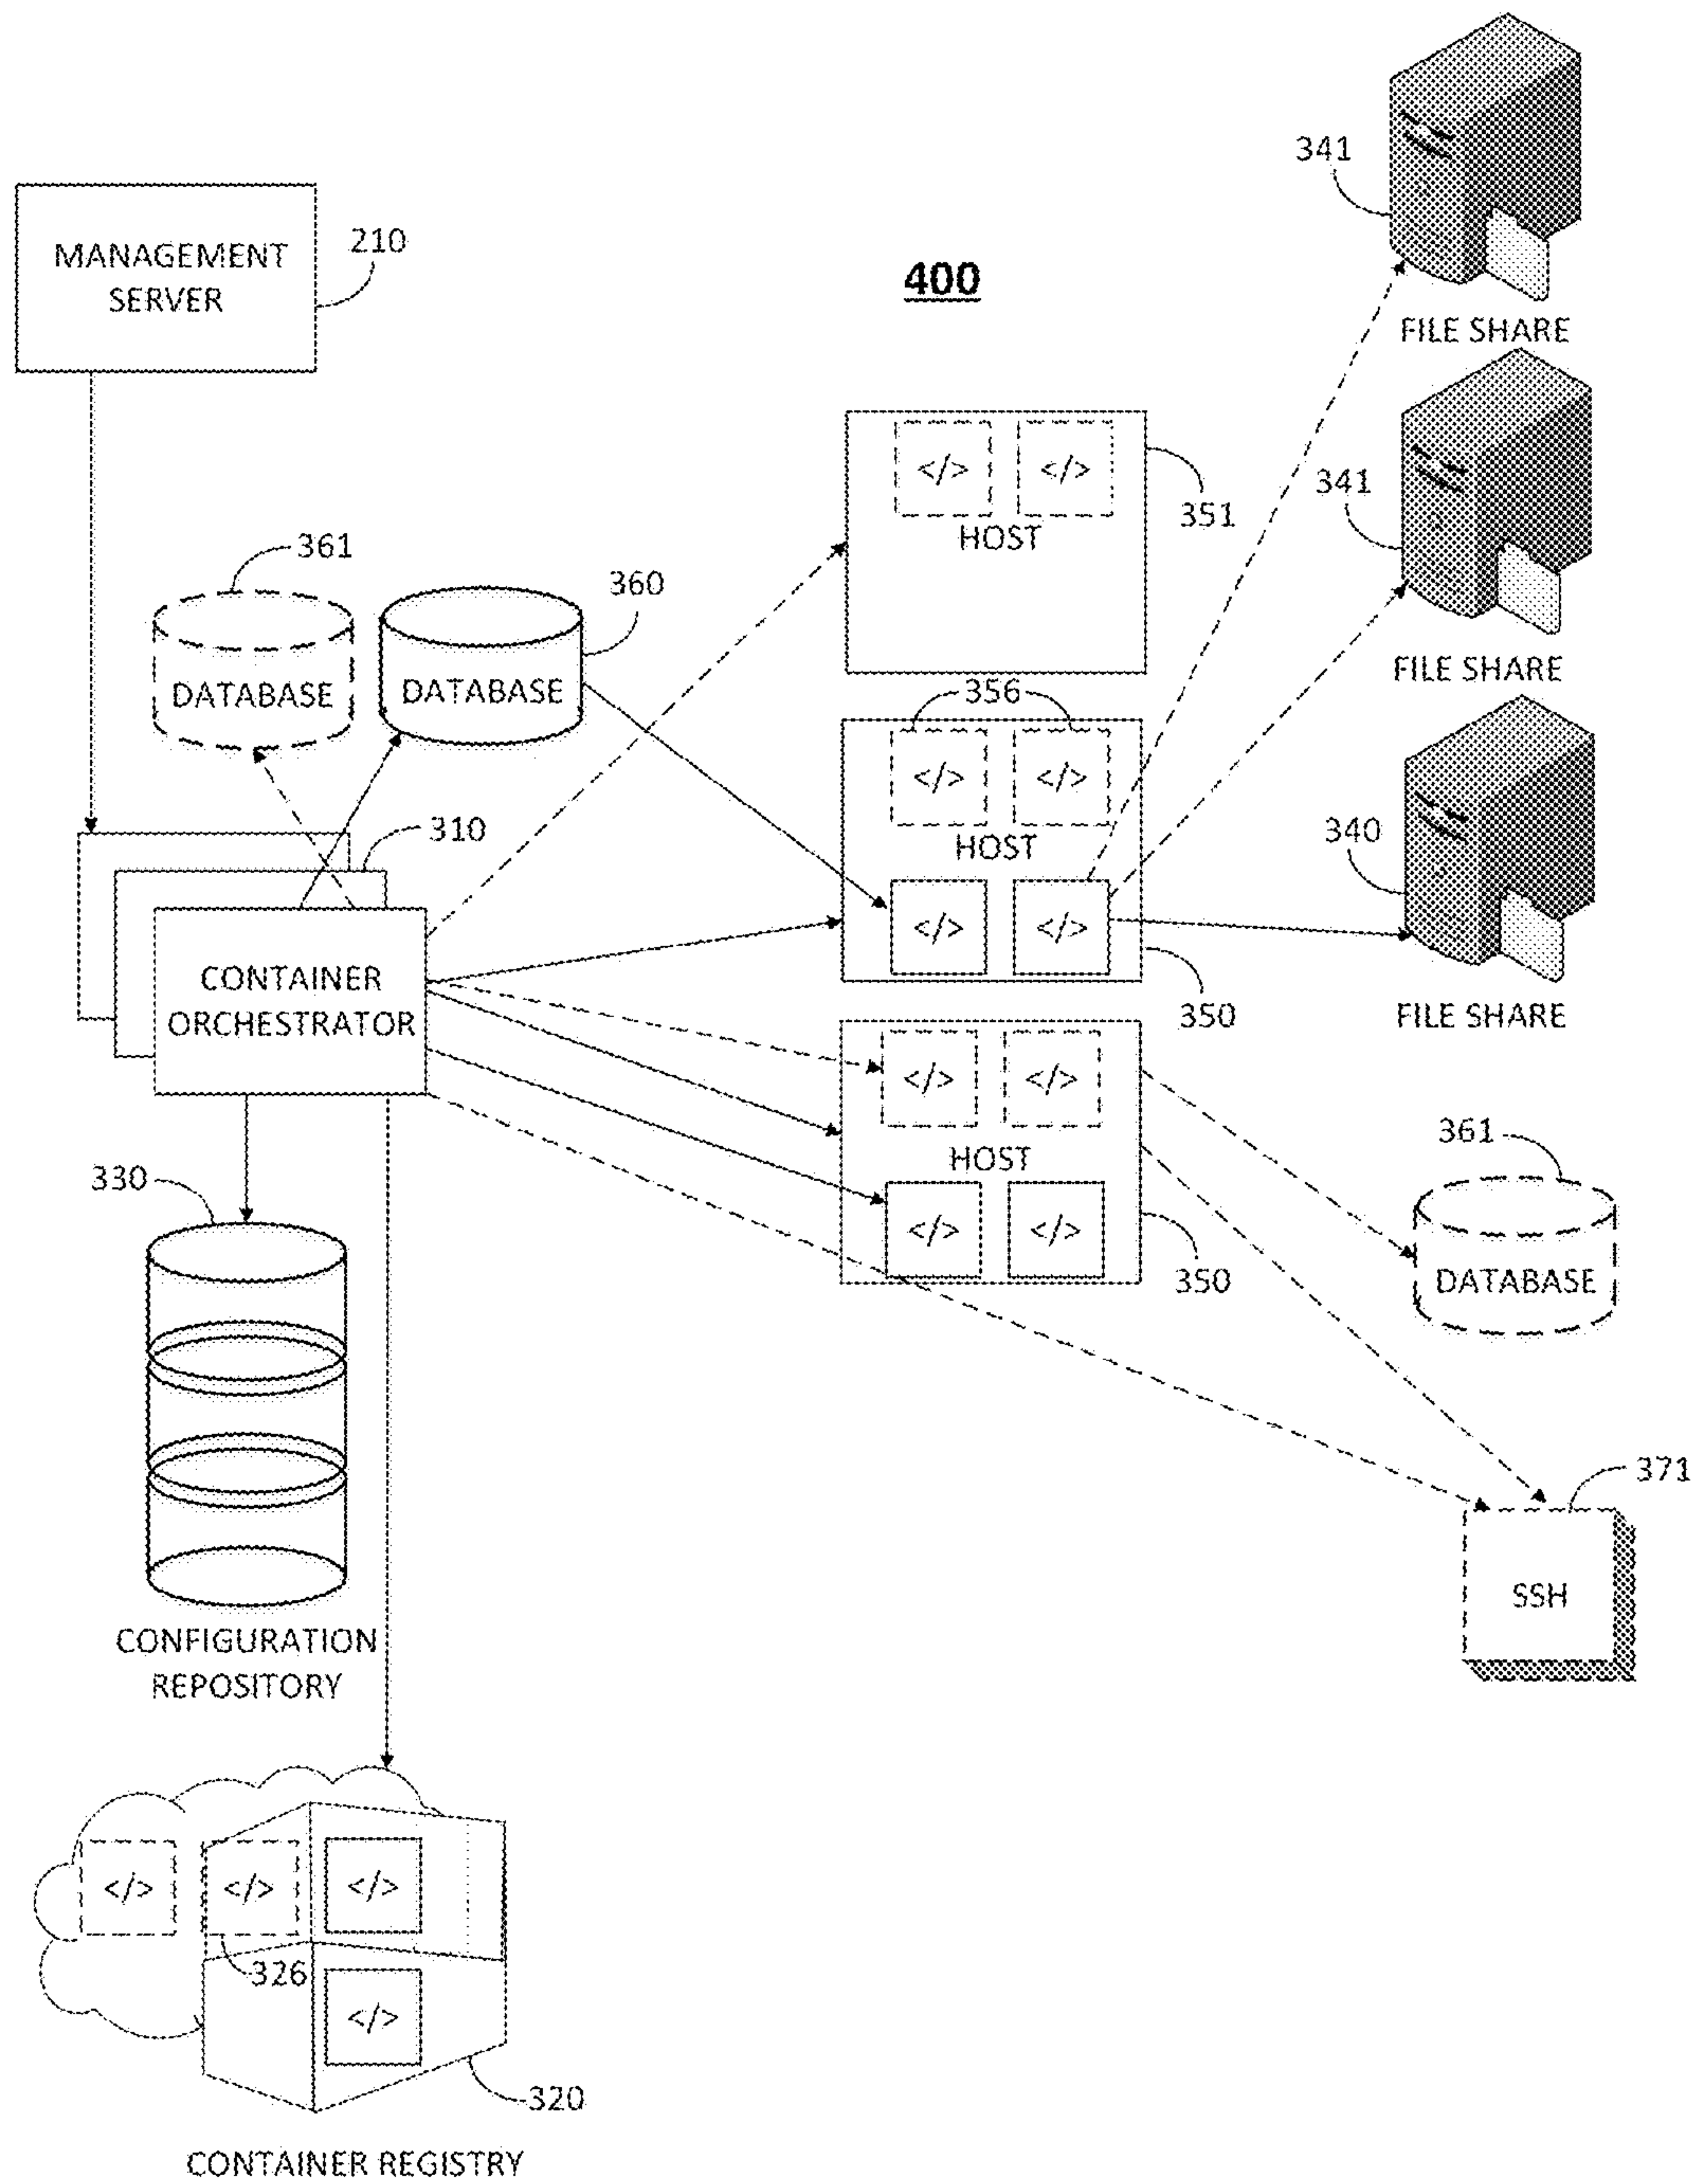 341
MANAGEMENT
SERVER
210
400
FILE SHARE
</>
</>
351
HOST
341
361
360
FILE SHARE
DATABASE
DATABASE
356
</>
</>
HOST
310
340
</>
</>
CONTAINER
ORCHESTRATOR
350
FILE SHARE
</>
</>
HOST
330
361
</>
</>
350
DATABASE
371
SSH
CONFIGURATION
REPOSITORY
</>
</>
</>
326
</>
320
CONTAINER REGISTRY